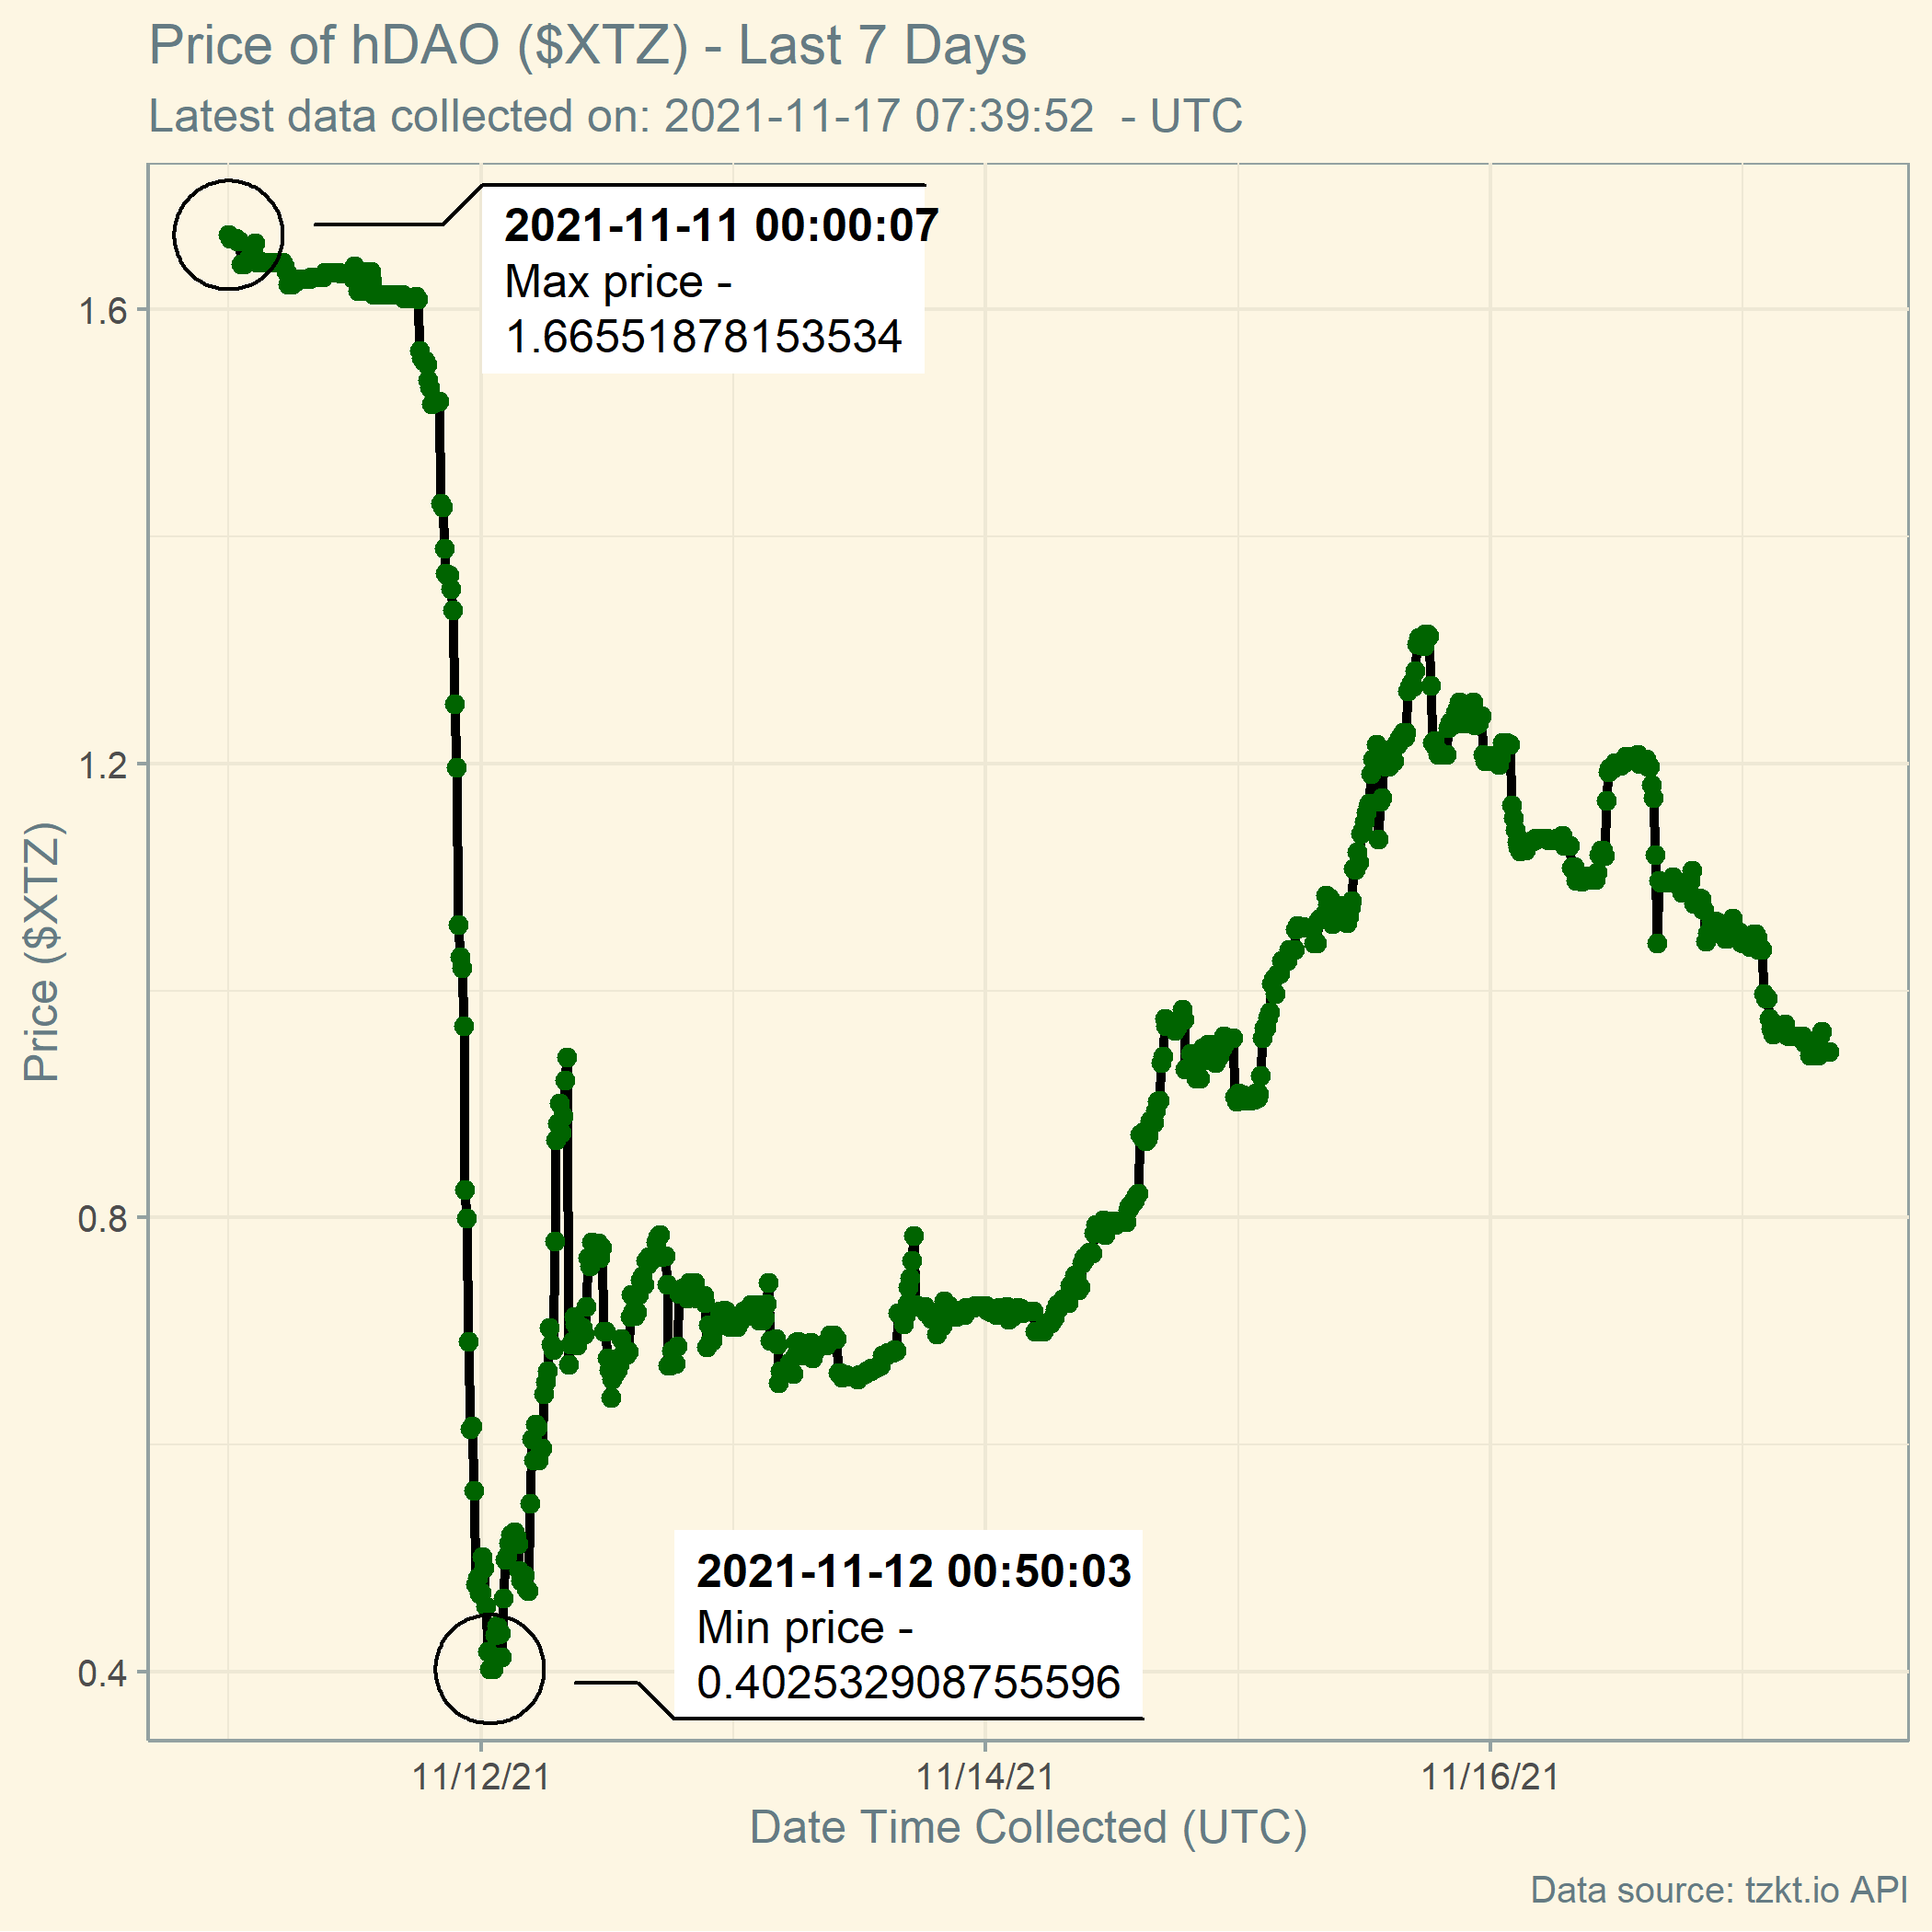 Price of hDAO ($XTZ) - Last 7 Days
Latest data collected on: 2021-11-17 07:39:52  - UTC
2021-11-11 00:00:07
Max price -
1.66551878153534
1.6
1.2
Price ($XTZ)
0.8
2021-11-12 00:50:03
Min price -
0.402532908755596
0.4
11/12/21
11/14/21
11/16/21
Date Time Collected (UTC)
Data source: tzkt.io API